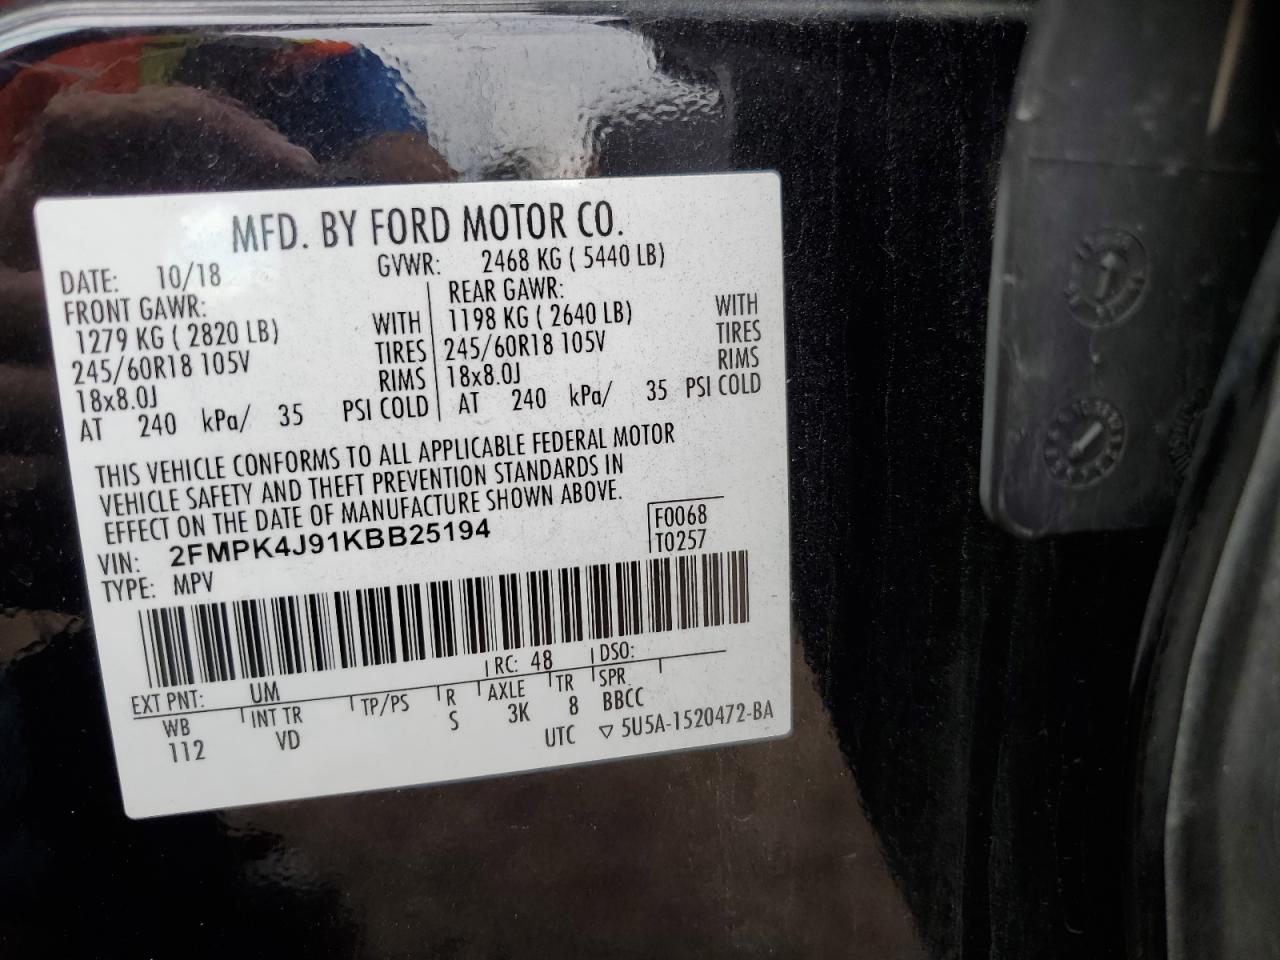 MFD. BY FORD MOTOR CO.
DATE: 10/18 GVWR: 2468 KG ( 5440 LB)
FRONT GAWR:
1279 KG ( 2820 LB) WITH
245/60R18 105V TIRES
18x8.0J RIMS
AT 240 kPa/ 35 PSI COLD
REAR GAWR:
1198 KG ( 2640 LB) WITH
245/60R18 105V TIRES
18x8.0J RIMS
AT 240 kPa/ 35 PSI COLD
THIS VEHICLE CONFORMS TO ALL APPLICABLE FEDERAL MOTOR
VEHICLE SAFETY AND THEFT PREVENTION STANDARDS IN
EFFECT ON THE DATE OF MANUFACTURE SHOWN ABOVE.
VIN: 2FMPK4J91KBB25194
F0068
T0257
TYPE: MPV
EXT PNT: UM RC: 48 DSO:
WB INT TR TP/PS R AXLE TR SPR
112 VD S 3K 8 BBCC
UTC ▽ 5U5A-1520472-BA